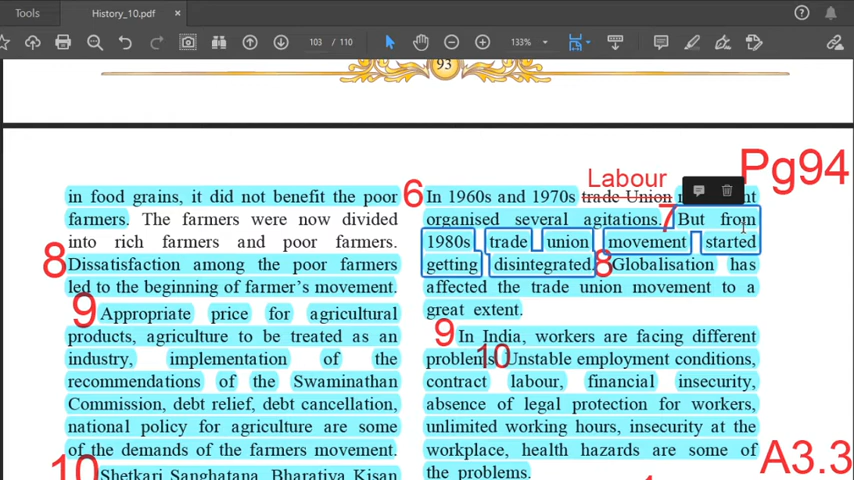 Tools
History_10.pdf
×
103 / 110
133%
93
Pg94
in food grains, it did not benefit the poor
farmers. The farmers were now divided
into rich farmers and poor farmers.
8 Dissatisfaction among the poor farmers
led to the beginning of farmer's movement.
9 Appropriate price for agricultural
products, agriculture to be treated as an
industry, implementation of the
recommendations of the Swaminathan
Commission, debt relief, debt cancellation,
national policy for agriculture are some
of the demands of the farmers movement.
10 Shetkari Sanghatana, Bharatiya Kisan
Labour
6 In 1960s and 1970s trade Union
organised several agitations. 7 But from
1980s trade union movement started
getting disintegrated. 8 Globalisation has
affected the trade union movement to a
great extent.
9 In India, workers are facing different
problems 10 Unstable employment conditions,
contract labour, financial insecurity,
absence of legal protection for workers,
unlimited working hours, insecurity at the
workplace, health hazards are some of
the problems.
A3.3